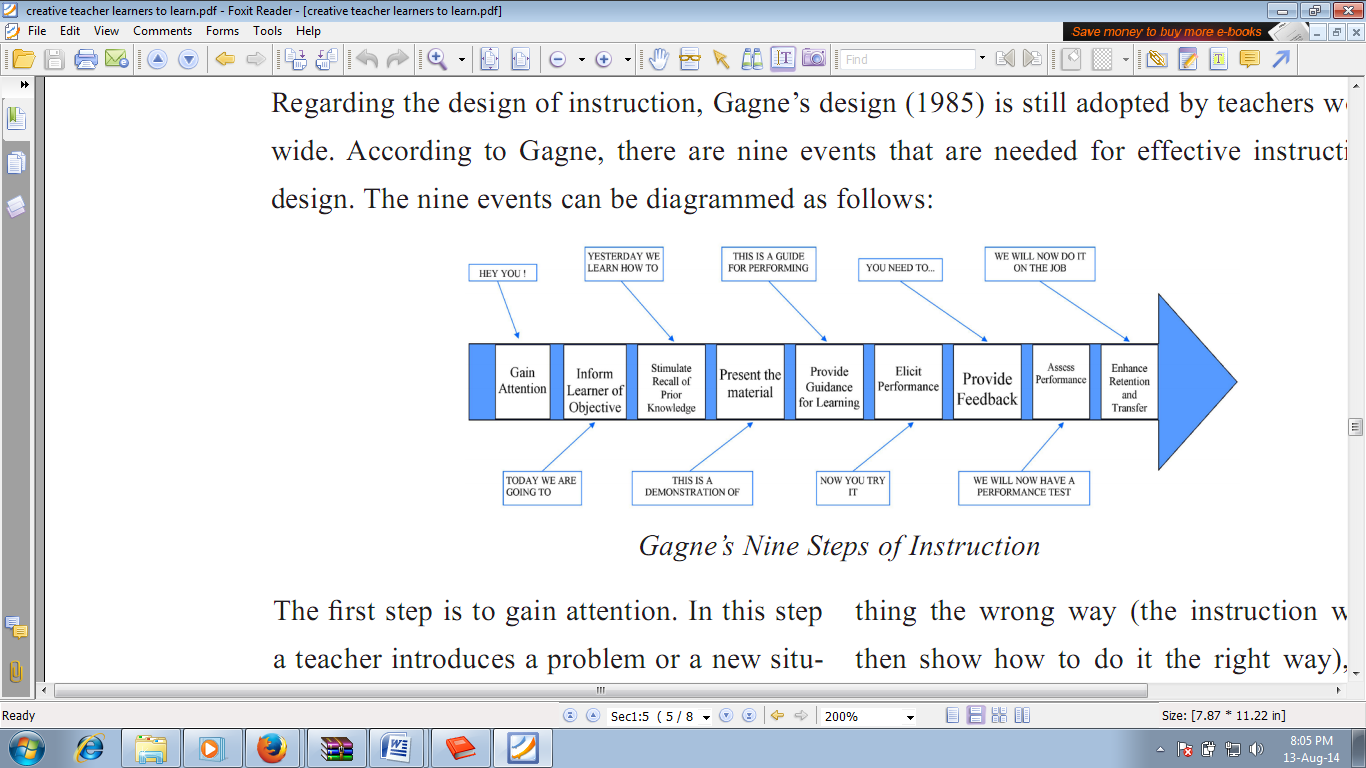 creative teacher learners to learn.pdf - Foxit Reader - [creative teacher learners to learn.pdf]
File Edit View Comments Forms Tools Help
Save money to buy more e-books
Find
Regarding the design of instruction, Gagne's design (1985) is still adopted by teachers w
wide. According to Gagne, there are nine events that are needed for effective instructi
design. The nine events can be diagrammed as follows:
HEY YOU !
YESTERDAY WE
LEARN HOW TO
THIS IS A GUIDE
FOR PERFORMING
YOU NEED TO...
WE WILL NOW DO IT
ON THE JOB
Gain
Attention
Inform
Learner of
Objective
Stimulate
Recall of
Prior
Knowledge
Present the
material
Provide
Guidance
for Learning
Elicit
Performance
Provide
Feedback
Assess
Performance
Enhance
Retention
and
Transfer
TODAY WE ARE
GOING TO
THIS IS A
DEMONSTRATION OF
NOW YOU TRY
IT
WE WILL NOW HAVE A
PERFORMANCE TEST
Gagne's Nine Steps of Instruction
The first step is to gain attention. In this step
a teacher introduces a problem or a new situ-
thing the wrong way (the instruction w
then show how to do it the right way),
Ready
Sec1:5 ( 5 / 8
200%
Size: [7.87 * 11.22 in]
8:05 PM
13-Aug-14